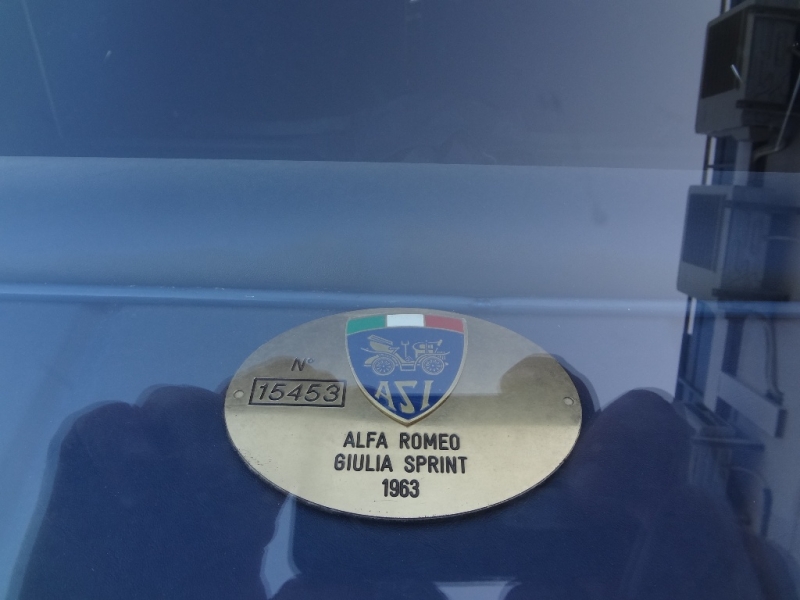 N°
15453
ASI
ALFA ROMEO
GIULIA SPRINT
1963